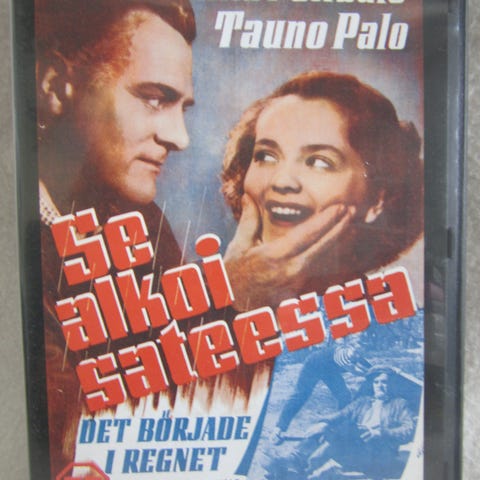 Tauno Palo
Se
alkoi
sateessa
DET BÖRJADE
I REGNET